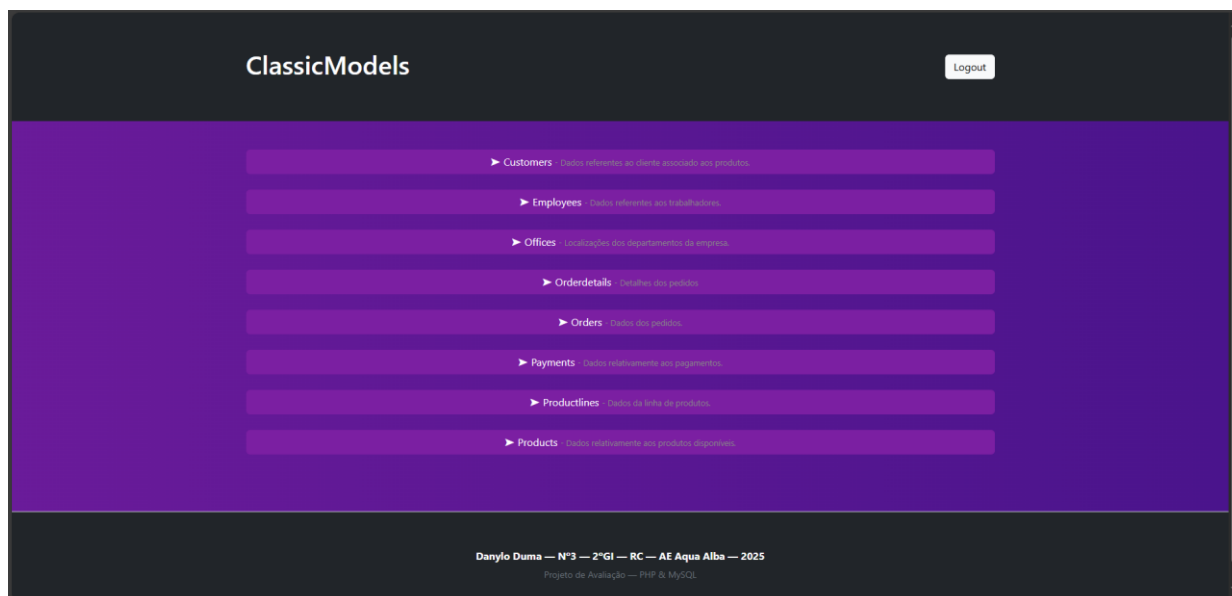 ClassicModels
Logout
➤ Customers - Dados referentes ao cliente associado aos produtos.
➤ Employees - Dados referentes aos trabalhadores.
➤ Offices - Localizações dos departamentos da empresa.
➤ Orderdetails - Detalhes dos pedidos
➤ Orders - Dados dos pedidos.
➤ Payments - Dados relativamente aos pagamentos.
➤ Productlines - Dados da linha de produtos.
➤ Products - Dados relativamente aos produtos disponíveis.
Danylo Duma — Nº3 — 2ºGI — RC — AE Aqua Alba — 2025
Projeto de Avaliação — PHP & MySQL